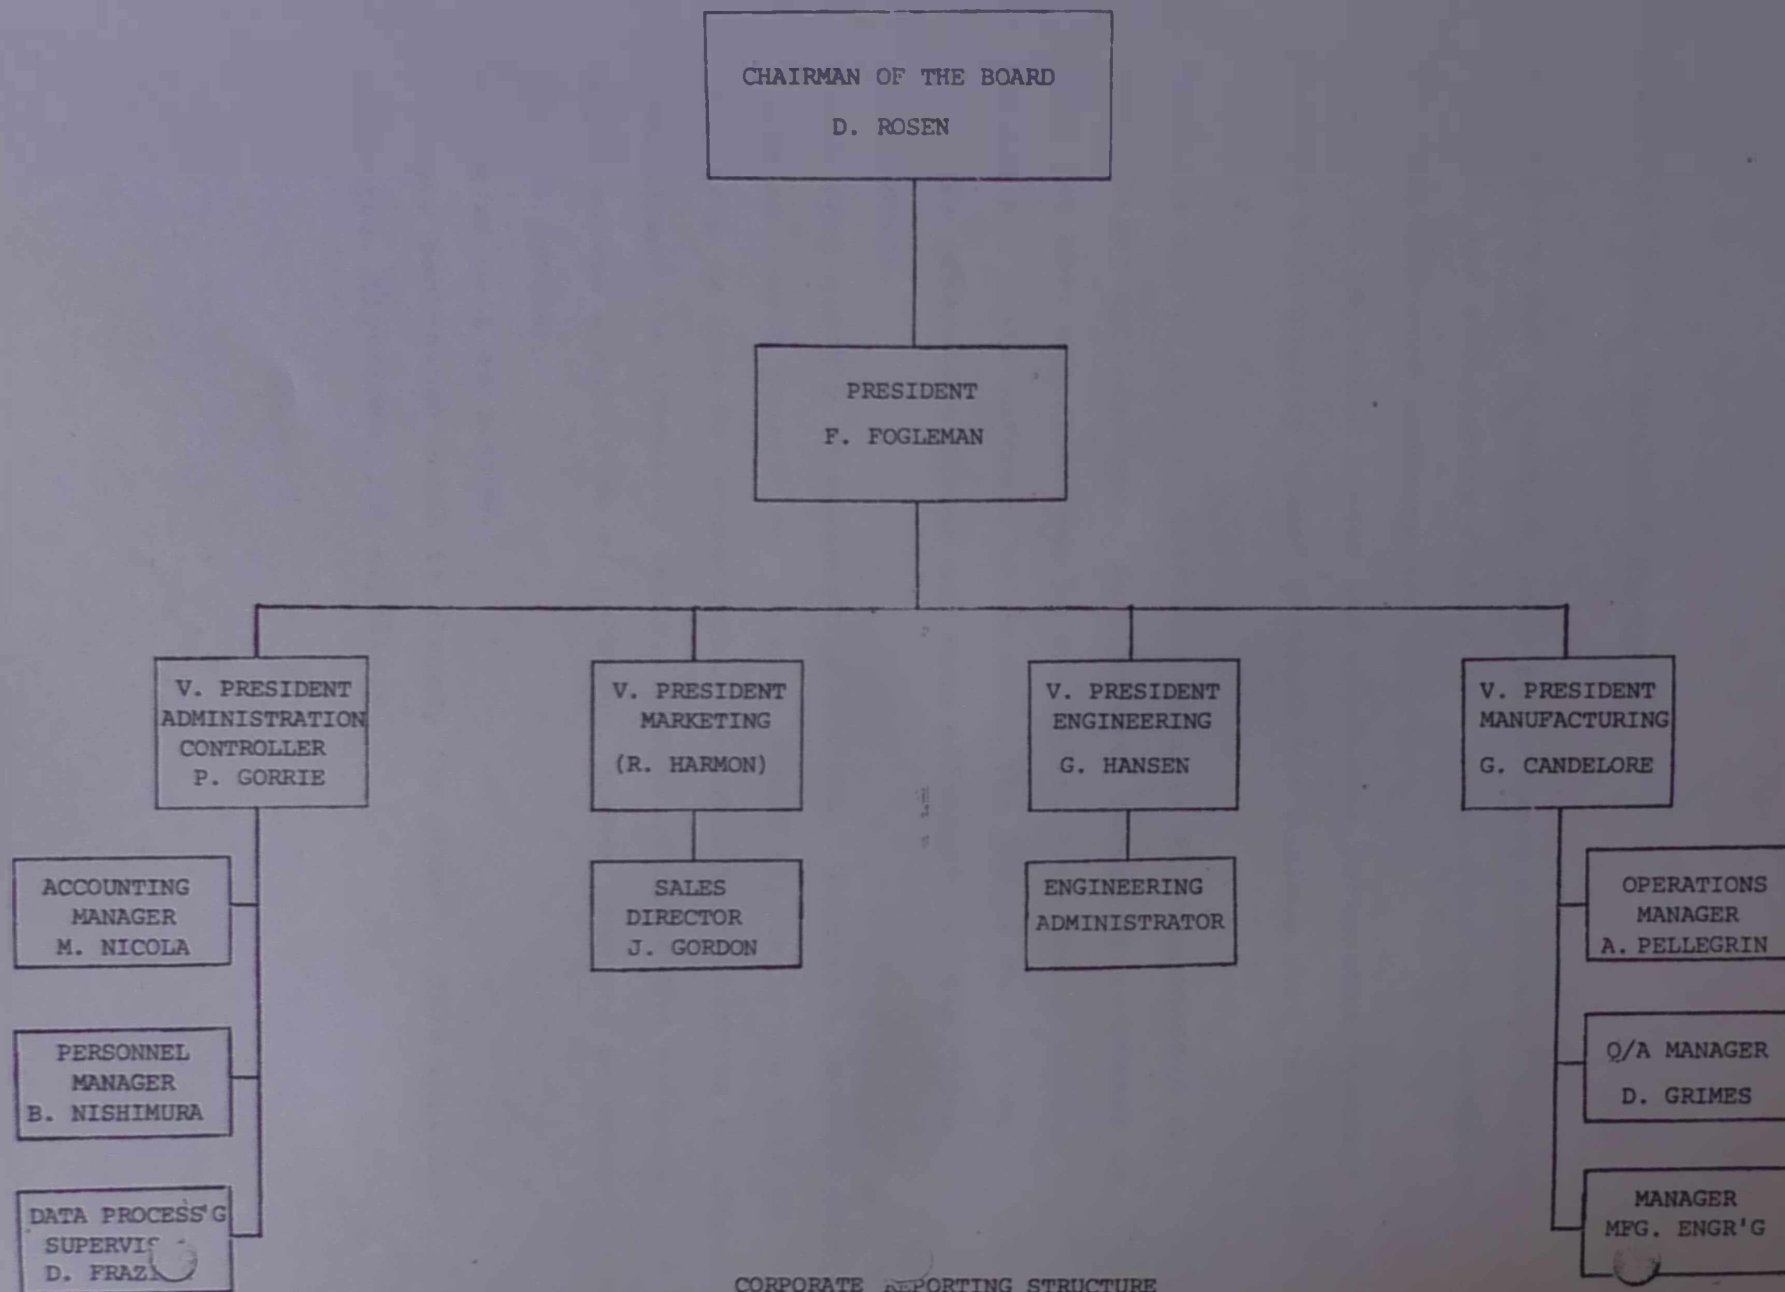 CHAIRMAN OF THE BOARD
D. ROSEN
PRESIDENT
F. FOGLEMAN
V. PRESIDENT
ADMINISTRATION
CONTROLLER
P. GORRIE
V. PRESIDENT
MARKETING
(R. HARMON)
V. PRESIDENT
ENGINEERING
G. HANSEN
V. PRESIDENT
MANUFACTURING
G. CANDELORE
ACCOUNTING
MANAGER
M. NICOLA
PERSONNEL
MANAGER
B. NISHIMURA
DATA PROCESS'G
D.
SALES
DIRECTOR
J. GORDON
ENGINEERING
ADMINISTRATOR
OPERATIONS
MANAGER
A. PELLEGRIN
Q/A MANAGER
D. GRIMES
MANAGER
MFG. ENGR'G
CORPORATE REPORTING STRUCTURE